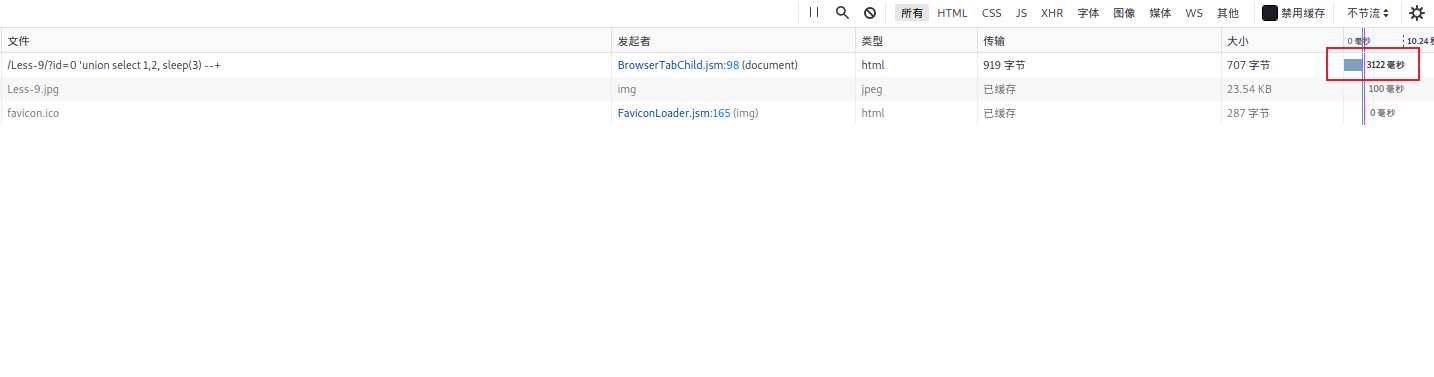 所有 HTML CSS JS XHR 字体 图像 媒体 WS 其他 禁用缓存 不节流
文件 发起者 类型 传输 大小 0 毫秒 10.24 秒
/Less-9/?id=0 'union select 1,2, sleep(3) --+ BrowserTabChild.jsm:98 (document) html 919 字节 707 字节 3122 毫秒
Less-9.jpg img jpeg 已缓存 23.54 KB 100 毫秒
favicon.ico FaviconLoader.jsm:165 (img) html 已缓存 287 字节 0 毫秒